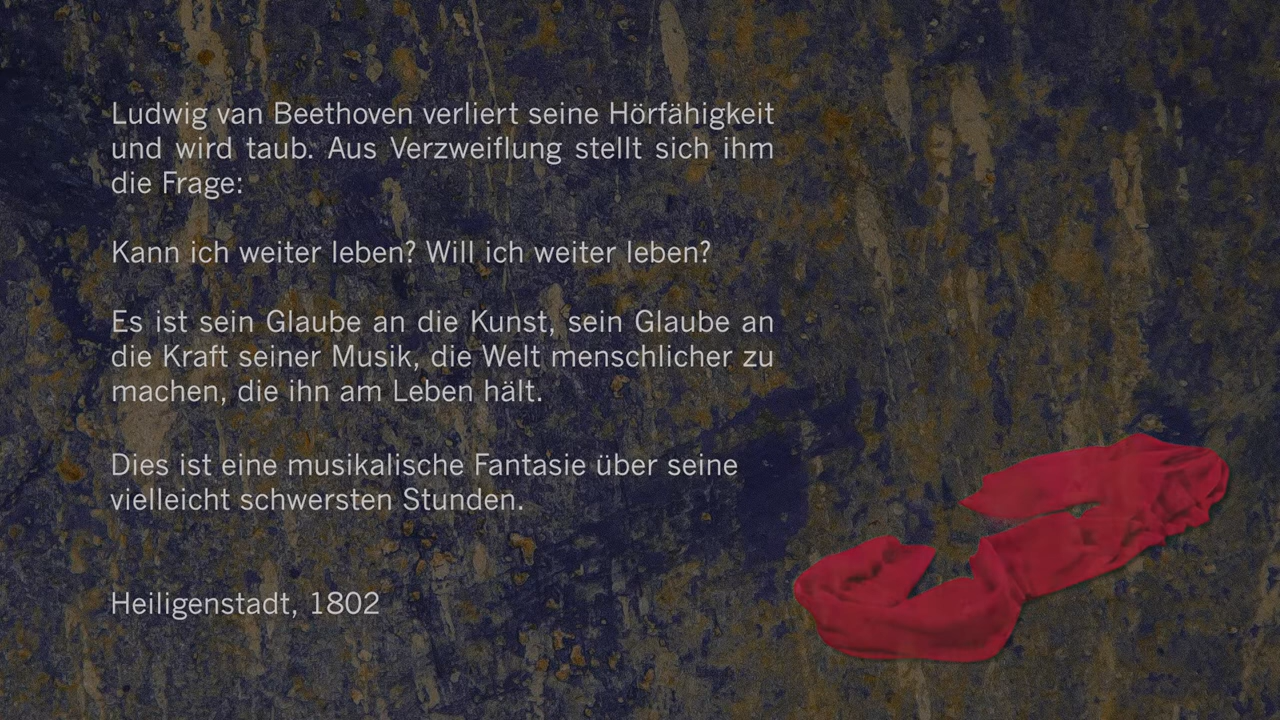 Ludwig van Beethoven verliert seine Hörfähigkeit
und wird taub. Aus Verzweiflung stellt sich ihm
die Frage:
Kann ich weiter leben? Will ich weiter leben?
Es ist sein Glaube an die Kunst, sein Glaube an
die Kraft seiner Musik, die Welt menschlicher zu
machen, die ihn am Leben hält.
Dies ist eine musikalische Fantasie über seine
vielleicht schwersten Stunden.
Heiligenstadt, 1802